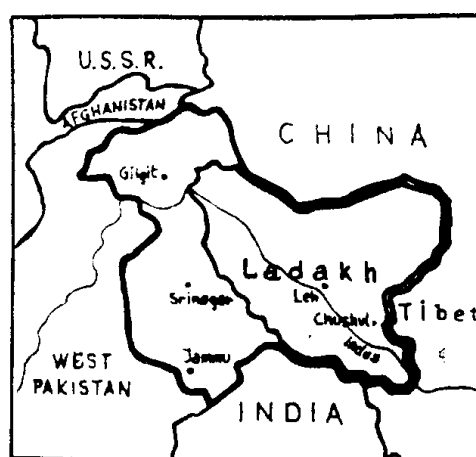 U.S.S.R.
AFGHANISTAN
CHINA
Gilgit
Ladakh
Leh
Srinagar
Chushul
Tibet
Indus
WEST
PAKISTAN
Jammu
INDIA